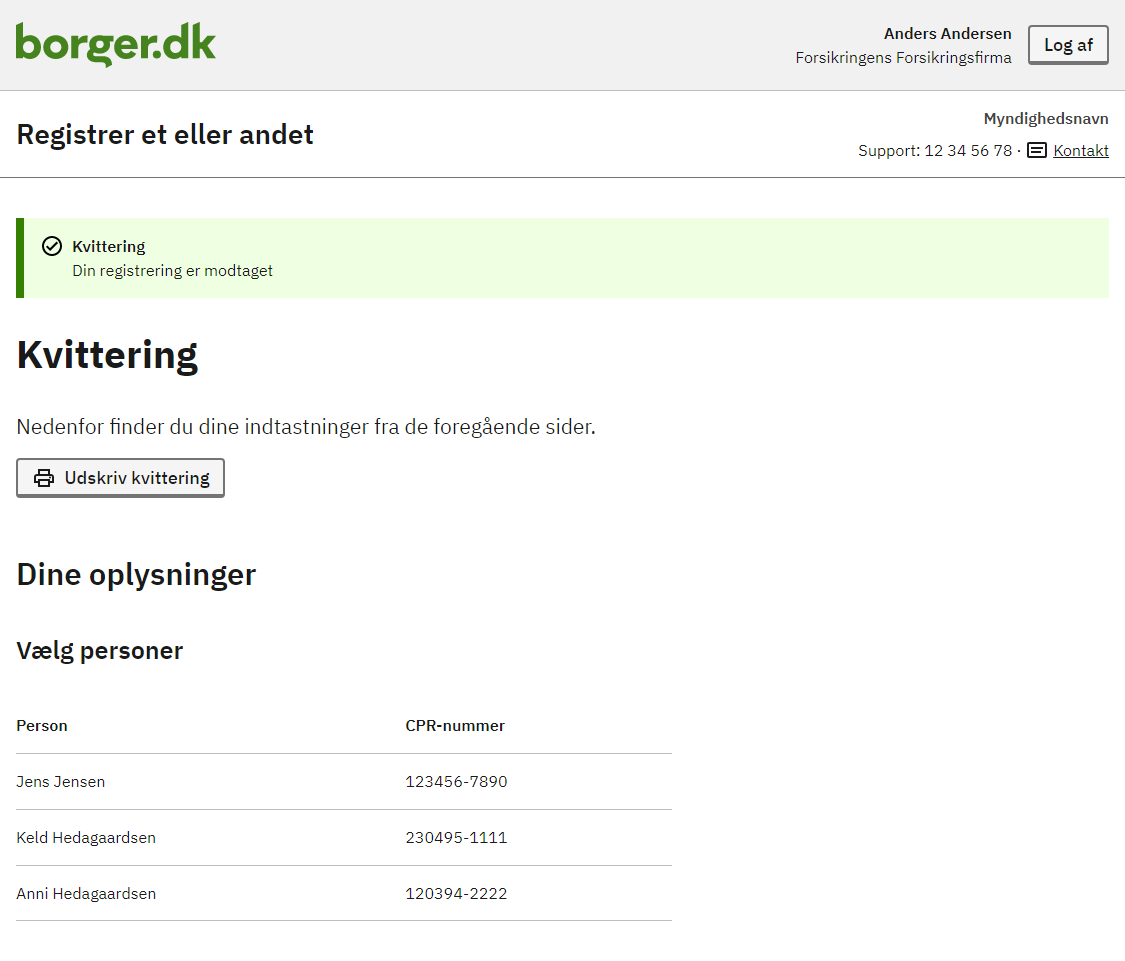 borger.dk
Anders Andersen
Forsikringens Forsikringsfirma
Log af
Registrer et eller andet
Myndighedsnavn
Support: 12 34 56 78 · Kontakt
Kvittering
Din registrering er modtaget
Kvittering
Nedenfor finder du dine indtastninger fra de foregående sider.
Udskriv kvittering
Dine oplysninger
Vælg personer
Person CPR-nummer
Jens Jensen 123456-7890
Keld Hedagaardsen 230495-1111
Anni Hedagaardsen 120394-2222